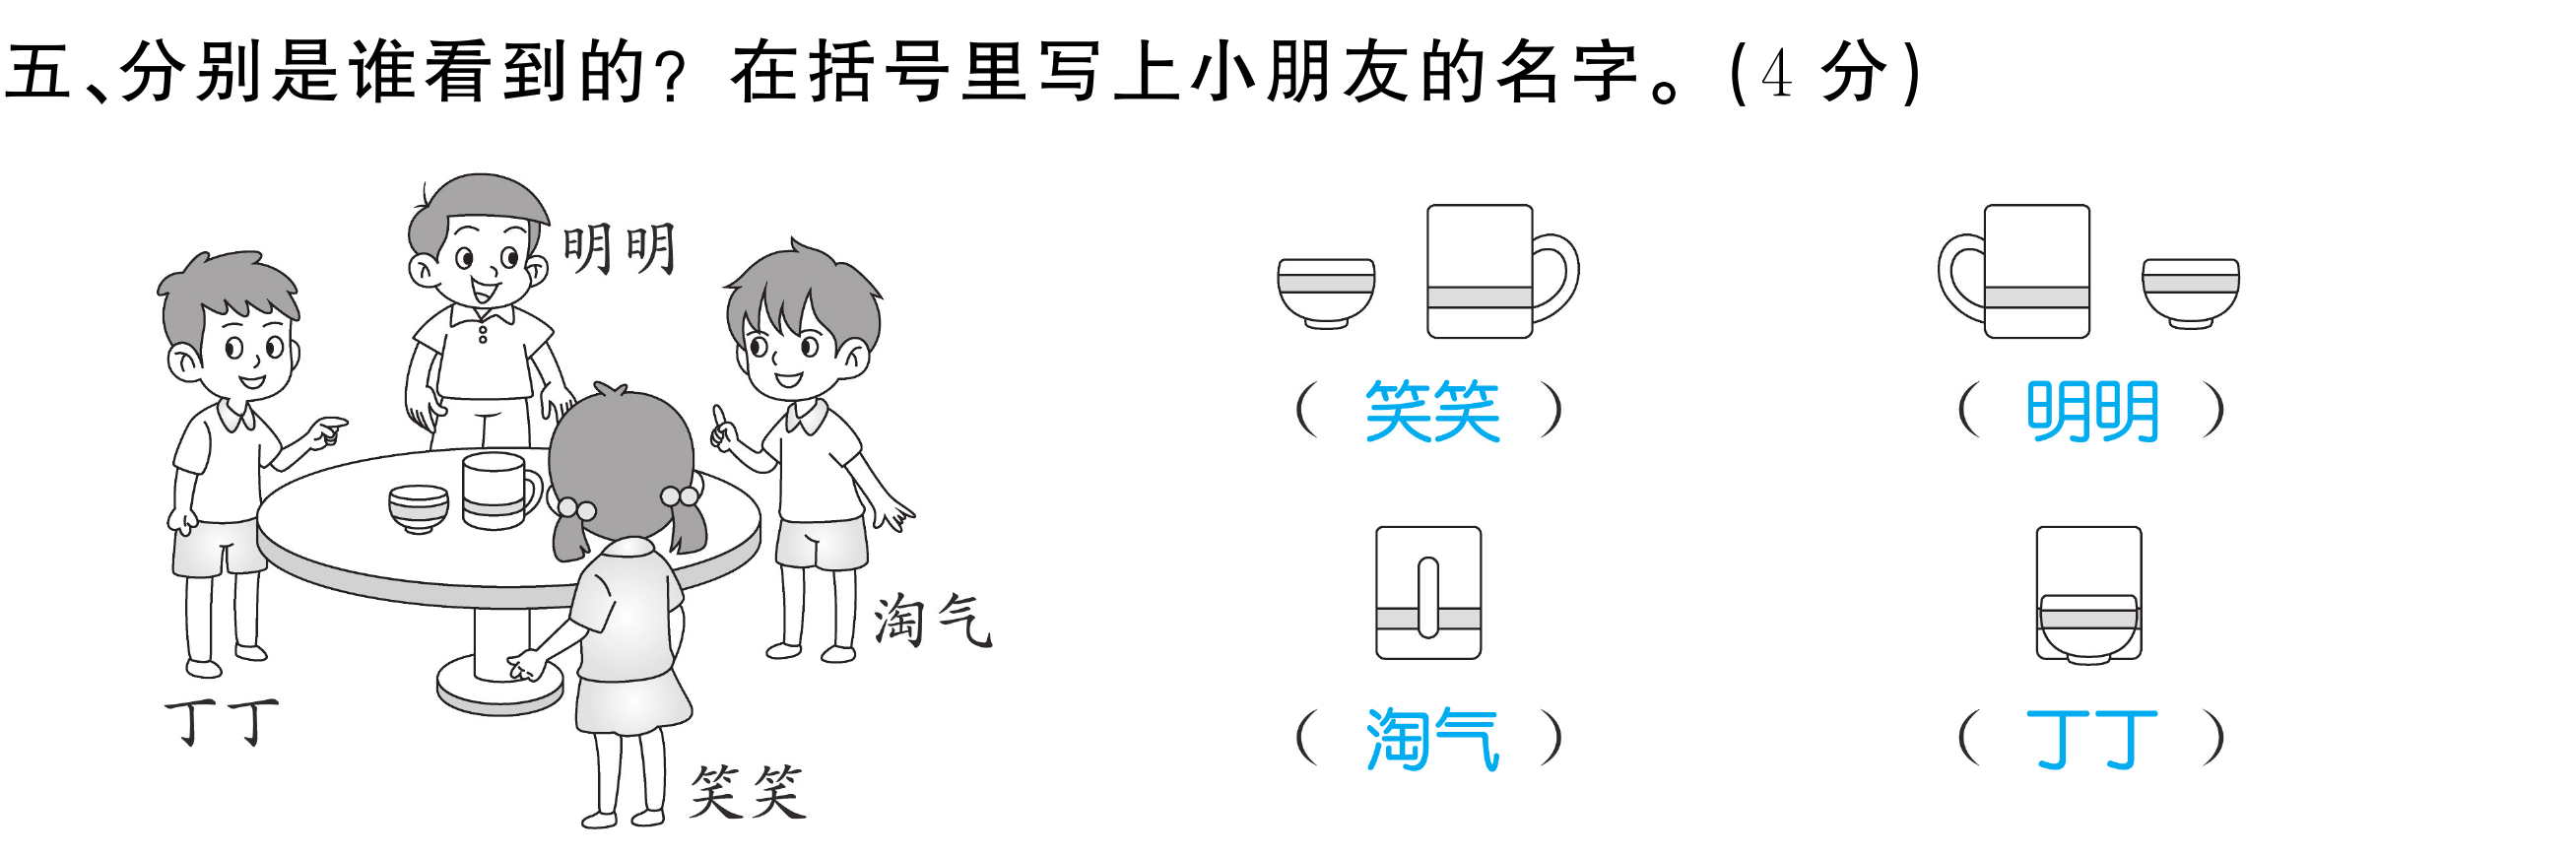 五、分别是谁看到的?在括号里写上小朋友的名字。(4 分)
明明
淘气
丁丁
笑笑
( 笑笑 ) ( 明明 )
( 淘气 ) ( 丁丁 )